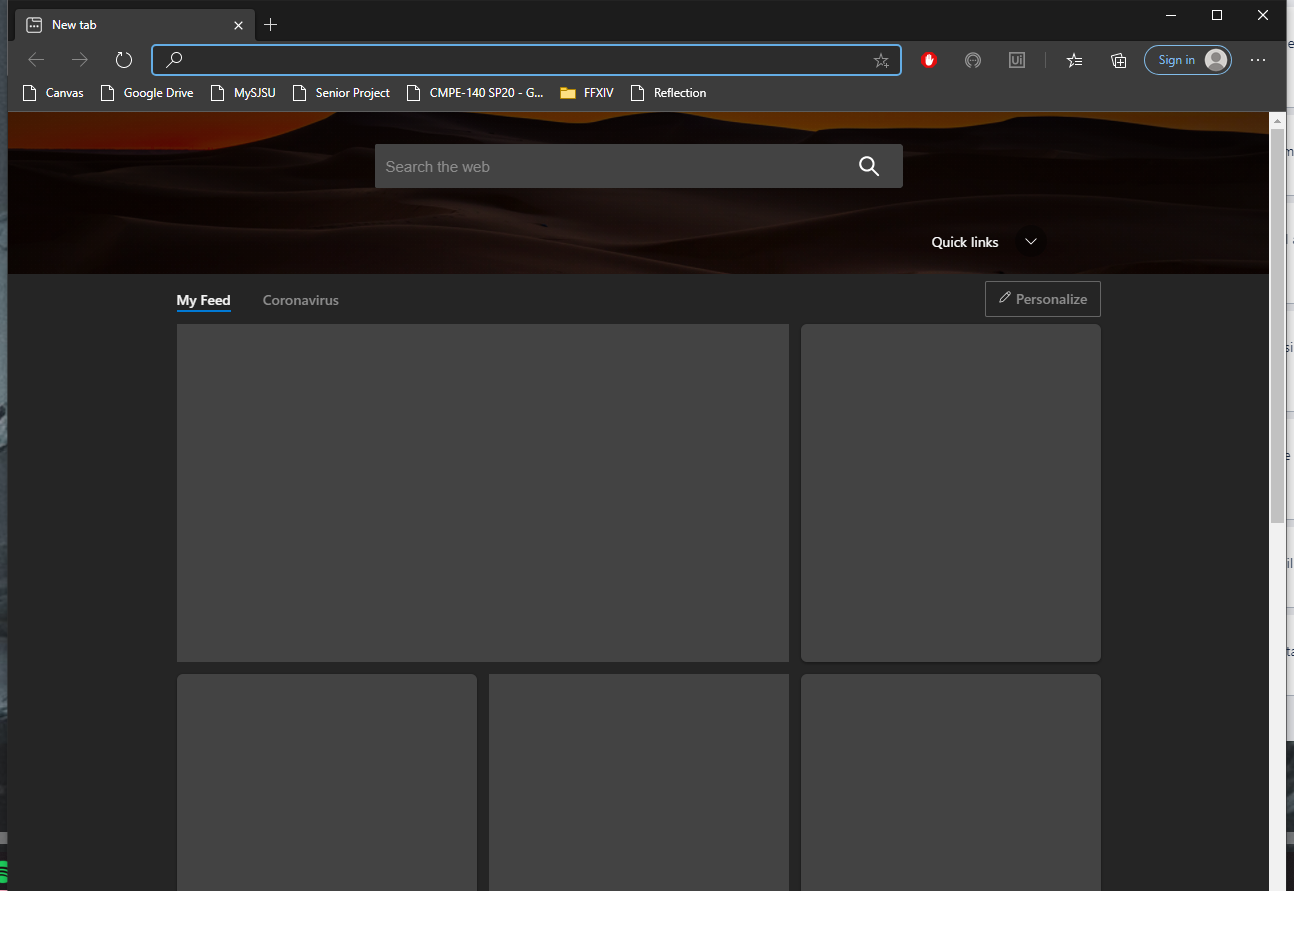 New tab
Sign in
Canvas Google Drive MySJSU Senior Project CMPE-140 SP20 - G... FFXIV Reflection
Search the web
Quick links
My Feed Coronavirus Personalize